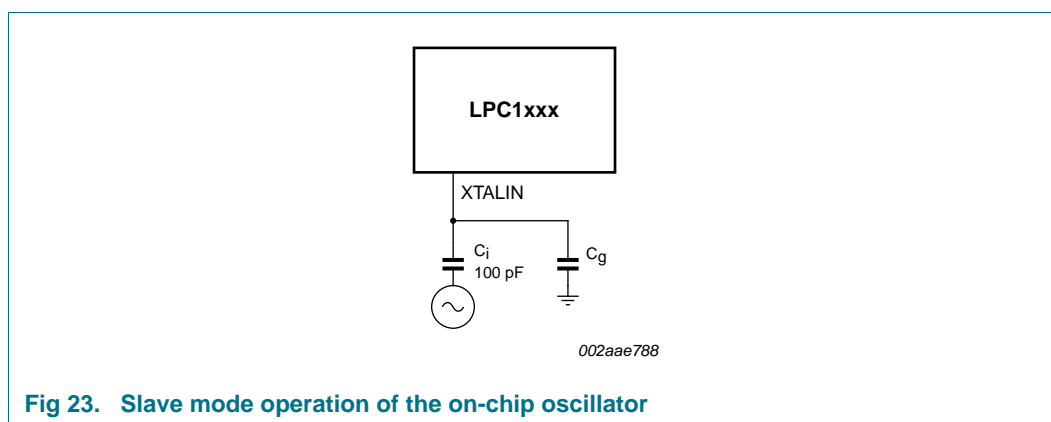 LPC1xxx
XTALIN
Ci
100 pF
Cg
002aae788
Fig 23. Slave mode operation of the on-chip oscillator